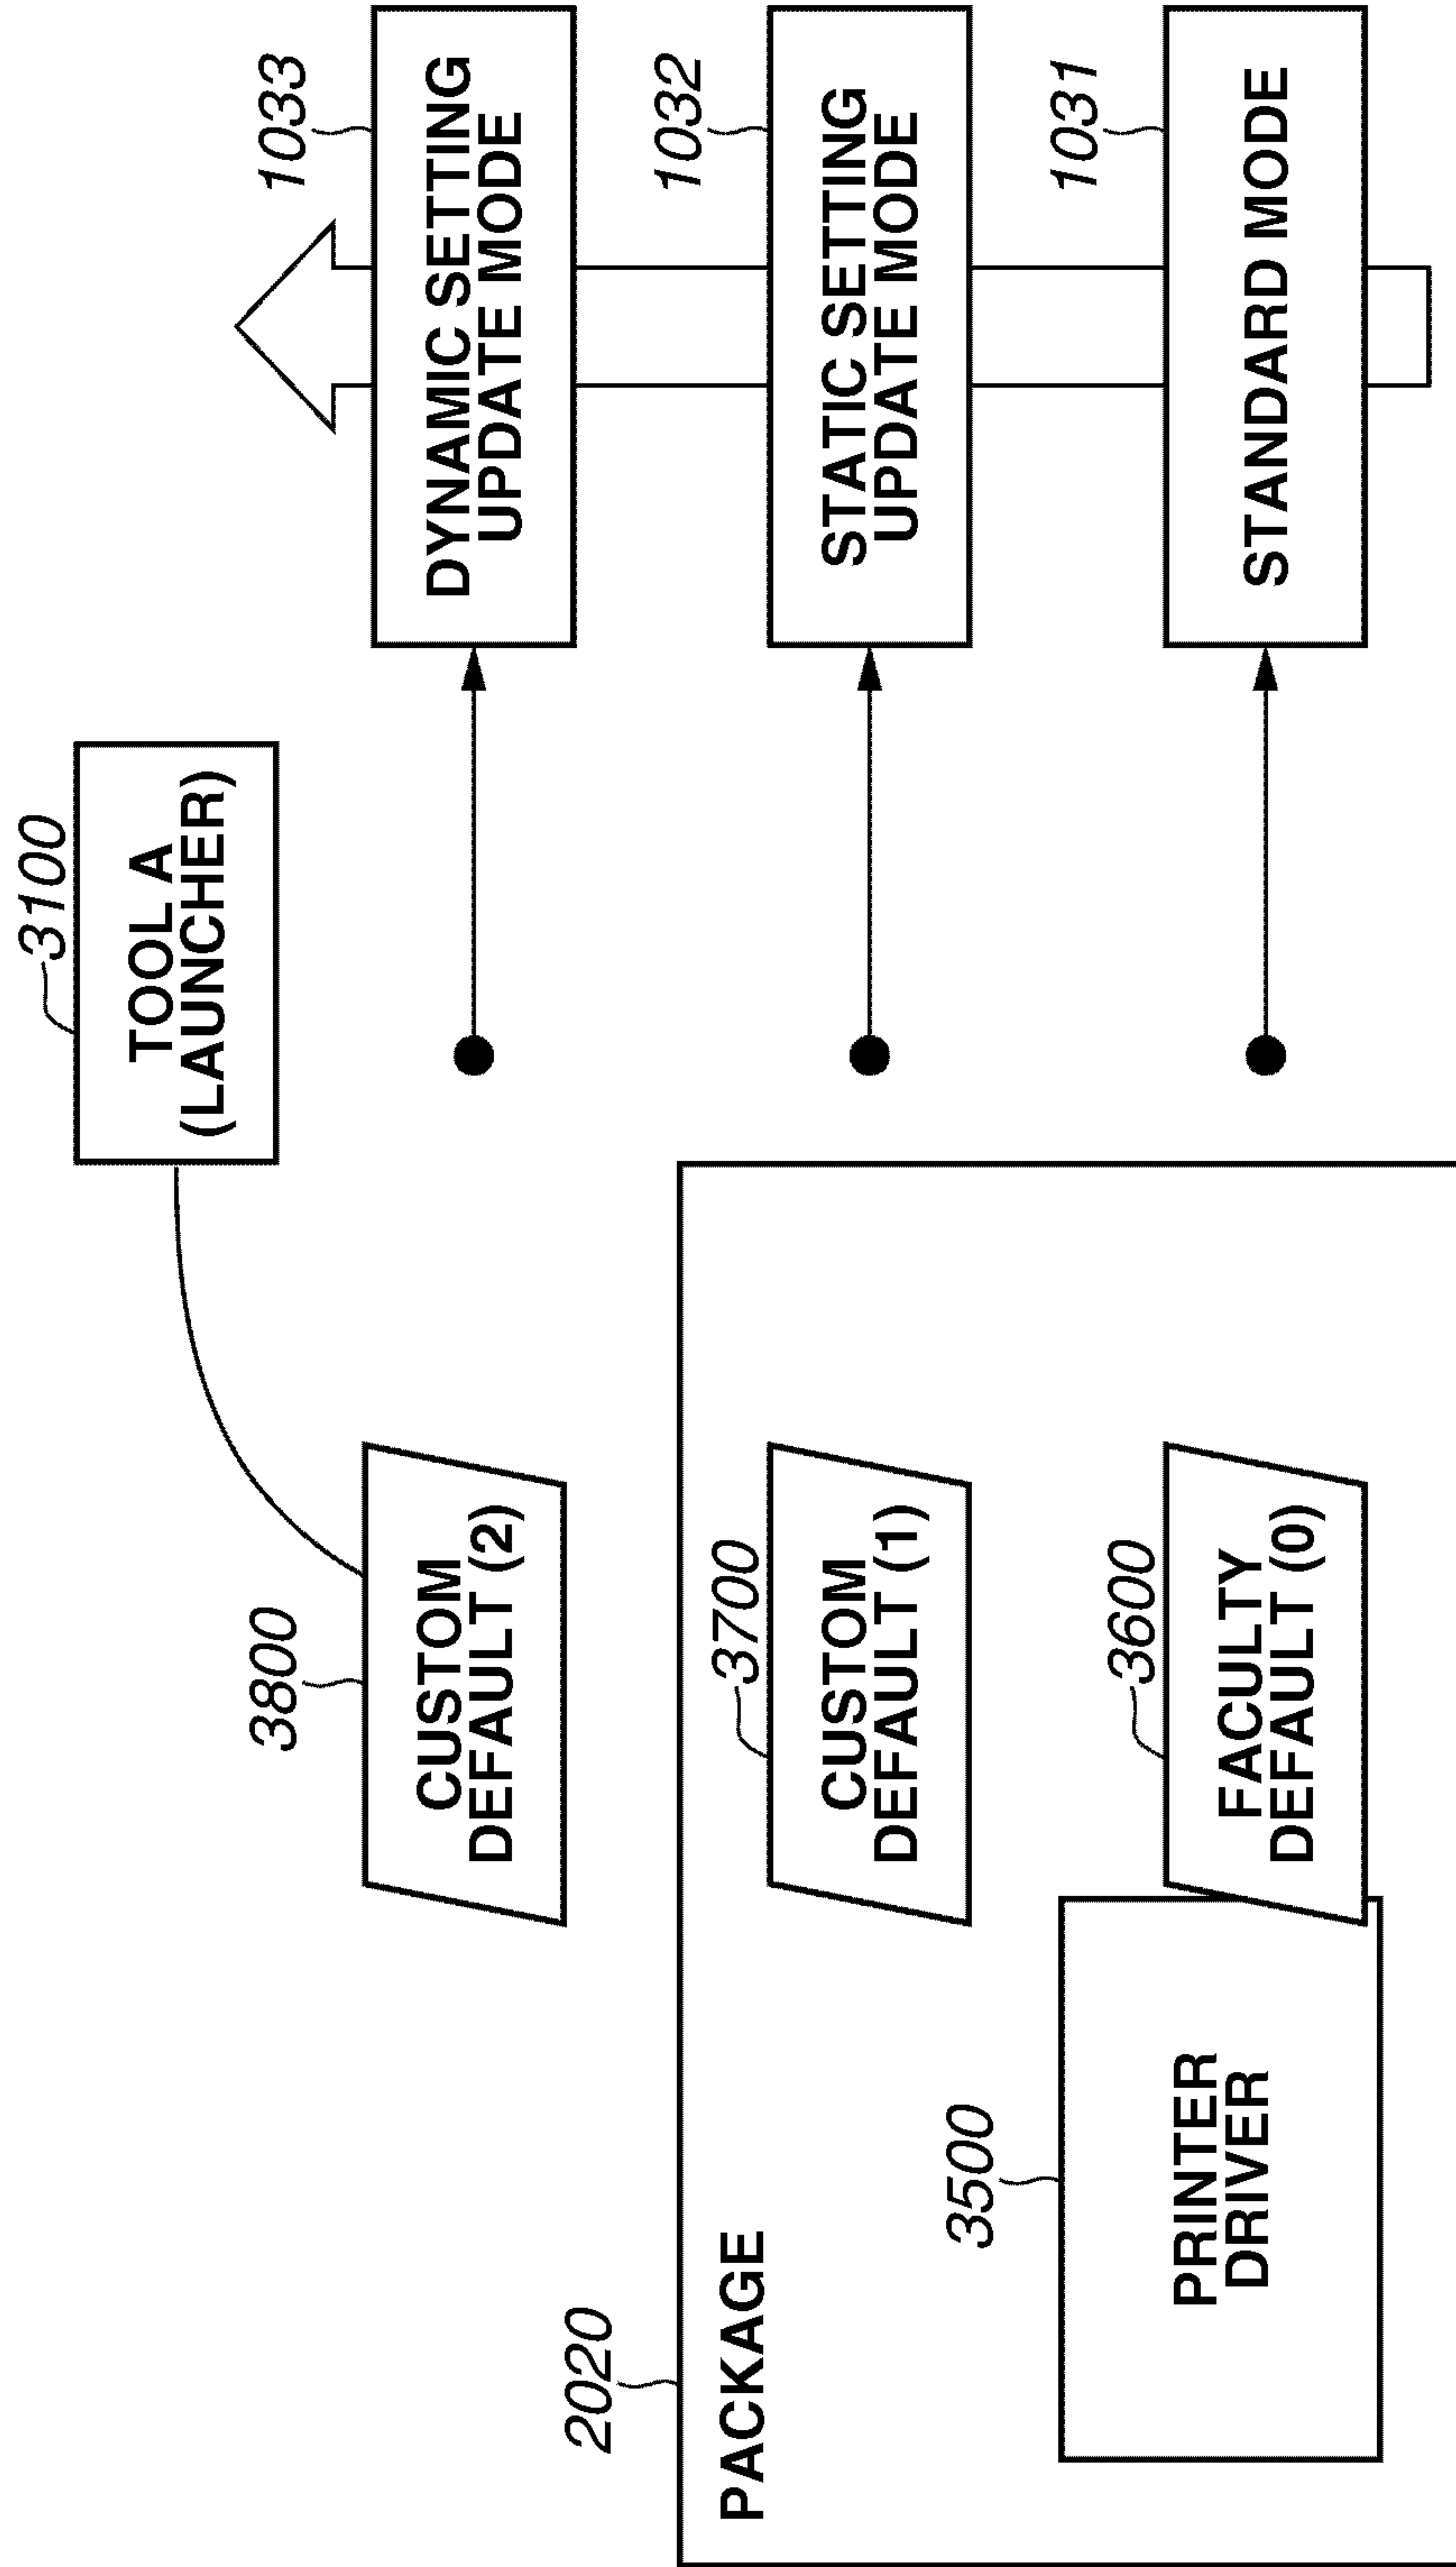 3100
TOOL A
(LAUNCHER)
3800
1033
CUSTOM
DEFAULT (2)
DYNAMIC SETTING
UPDATE MODE
2020
PACKAGE
3700
1032
CUSTOM
DEFAULT (1)
STATIC SETTING
UPDATE MODE
3500
3600
1031
PRINTER
DRIVER
FACULTY
DEFAULT (0)
STANDARD MODE